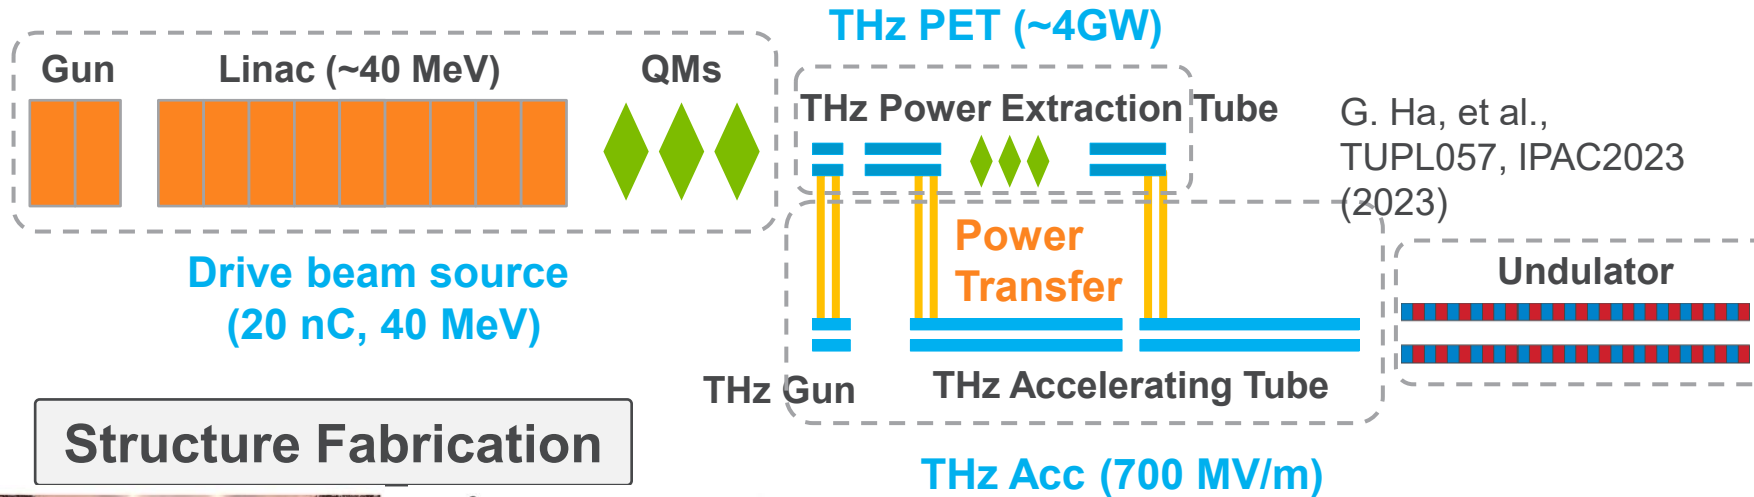 THz PET (~4GW)
Gun
Linac (~40 MeV)
QMs
THz Power Extraction Tube
G. Ha, et al.,
TUPL057, IPAC2023
(2023)
Power
Transfer
Drive beam source
(20 nC, 40 MeV)
Undulator
THz Gun
THz Accelerating Tube
Structure Fabrication
THz Acc (700 MV/m)